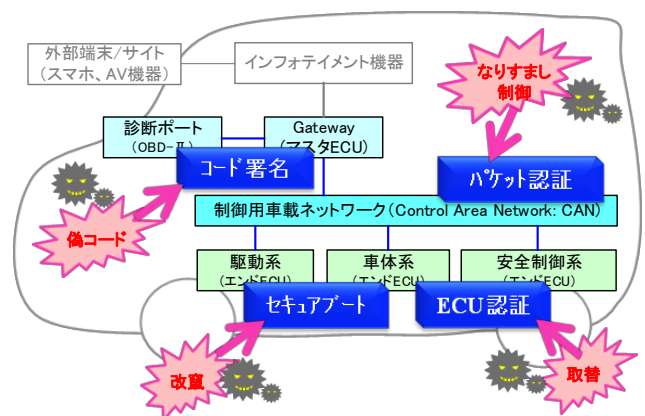 外部端末/サイト
(スマホ、AV機器)
インフォテイメント機器
なりすまし
制御
診断ポート
(OBD-Ⅱ)
Gateway
(マスタECU)
コード署名
パケット認証
制御用車載ネットワーク(Control Area Network: CAN)
偽コード
駆動系
(エンドECU)
車体系
(エンドECU)
安全制御系
(エンドECU)
セキュアブート
ECU認証
改竄
取替